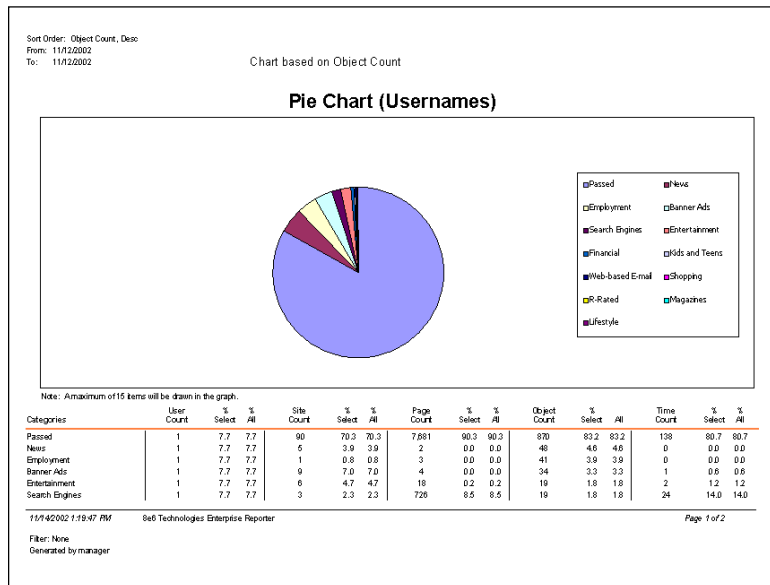 Sort Order: Object Count, Desc
From: 11/12/2002
To: 11/12/2002
Chart based on Object Count
Pie Chart (Usernames)
Passed News
Employment Banner Ads
Search Engines Entertainment
Financial Kids and Teens
Web-based E-mail Shopping
R-Rated Magazines
Lifestyle
Note: A maximum of 15 items will be drawn in the graph.
User % % Site % % Page % % Object % Time % %
Categories Count Select All Count Select All Count Select All Count Select All Count Select All
Passed 1 7.7 7.7 90 70.3 70.3 7,681 90.3 90.3 870 83.2 83.2 138 80.7 80.7
News 1 7.7 7.7 5 3.9 3.9 2 0.0 0.0 48 4.6 4.6 0 0.0 0.0
Employment 1 7.7 7.7 1 0.8 0.8 3 0.0 0.0 41 3.9 3.9 0 0.0 0.0
Banner Ads 1 7.7 7.7 9 7.0 7.0 4 0.0 0.0 34 3.3 3.3 1 0.6 0.6
Entertainment 1 7.7 7.7 6 4.7 4.7 18 0.2 0.2 19 1.8 1.8 2 1.2 1.2
Search Engines 1 7.7 7.7 3 2.3 2.3 726 8.5 8.5 19 1.8 1.8 24 14.0 14.0
11/14/2002 1:19:47 PM 8e6 Technologies Enterprise Reporter Page 1 of 2
Filter: None
Generated by manager